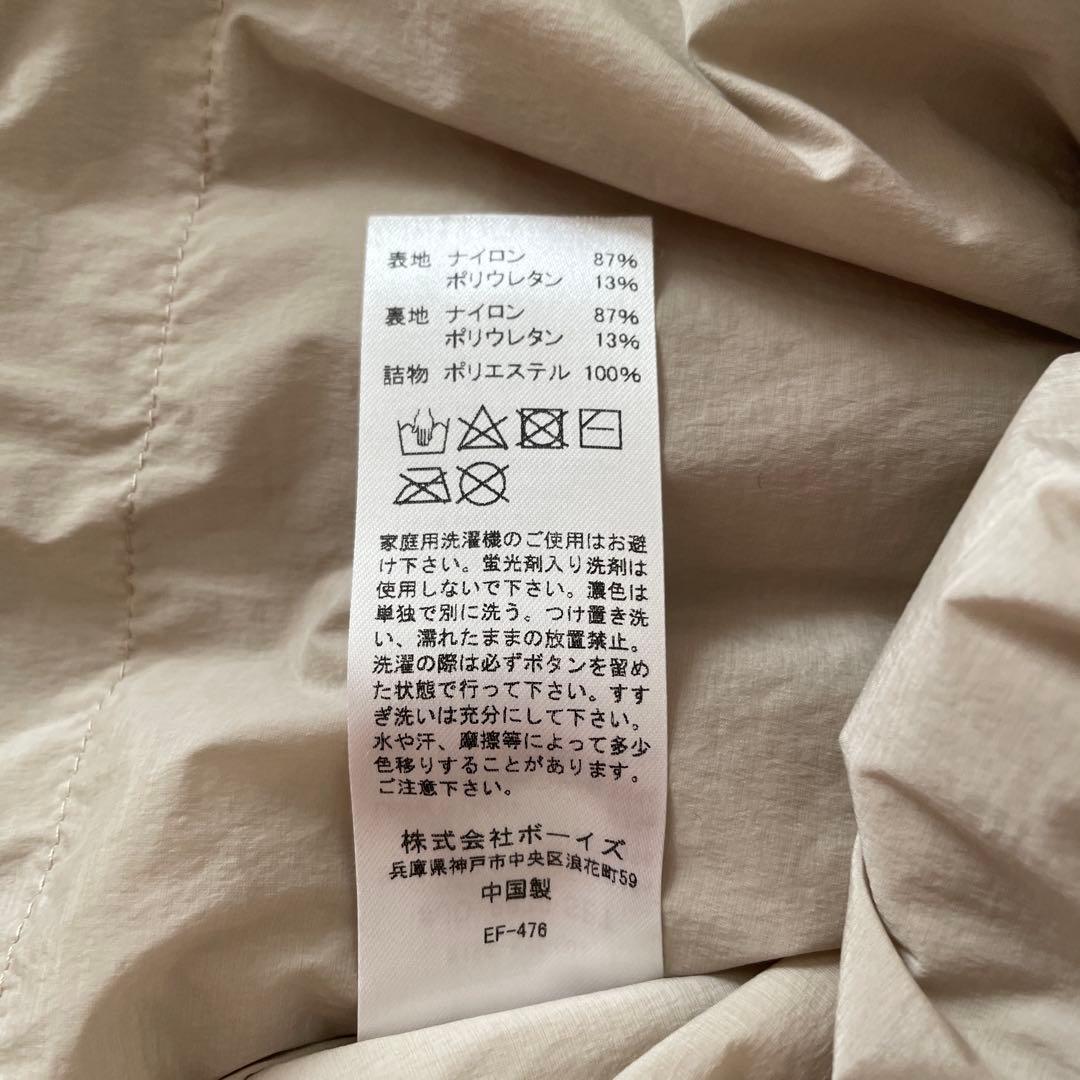 表地 ナイロン 87%
ポリウレタン 13%
裏地 ナイロン 87%
ポリウレタン 13%
詰物 ポリエステル 100%
家庭用洗濯機のご使用はお避
け下さい。蛍光剤入り洗剤は
使用しないで下さい。濃色は
単独で別に洗う。つけ置き洗
い、濡れたままの放置禁止。
洗濯の際は必ずボタンを留め
た状態で行って下さい。すす
ぎ洗いは充分にして下さい。
水や汗、摩擦等によって多少
色移りすることがあります。
ご注意下さい。
株式会社ボーイズ
兵庫県神戸市中央区浪花町59
中国製
EF-476